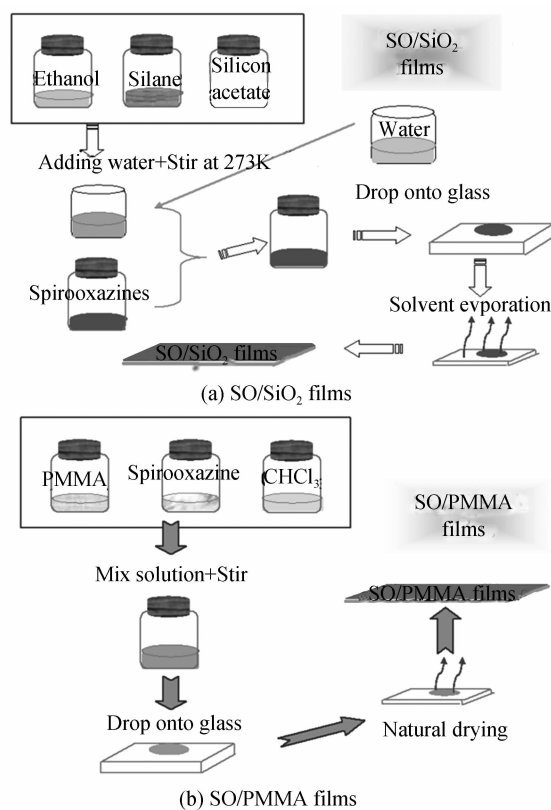 Ethanol
Silane
Silicon
acetate
SO/SiO₂
films
Water
Adding water+Stir at 273K
Drop onto glass
Spirooxazines
Solvent evporation
SO/SiO₂ films
(a) SO/SiO₂ films
PMMA
Spirooxazine
CHCl₃
SO/PMMA
films
Mix solution+Stir
SO/PMMA films
Drop onto glass
Natural drying
(b) SO/PMMA films